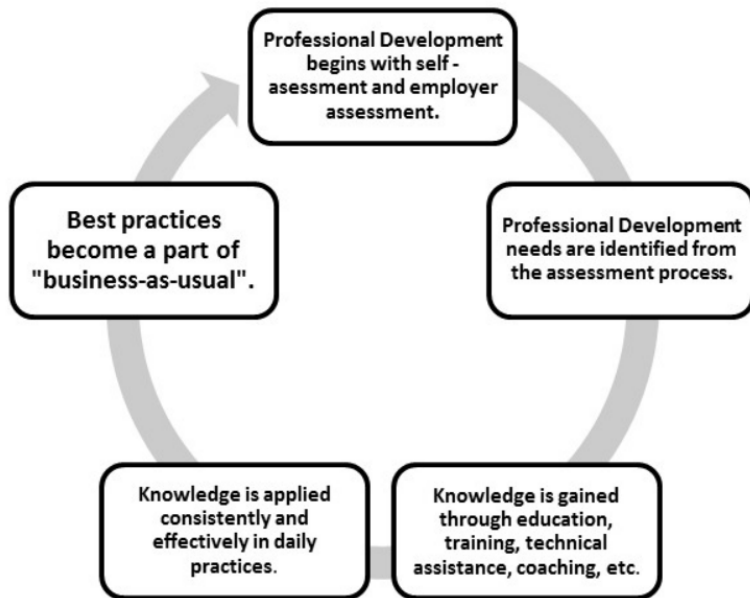 Professional Development
begins with self -
asessment and employer
assessment.
Professional Development
needs are identified from
the assessment process.
Knowledge is gained
through education,
training, technical
assistance, coaching, etc.
Knowledge is applied
consistently and
effectively in daily
practices.
Best practices
become a part of
"business-as-usual".